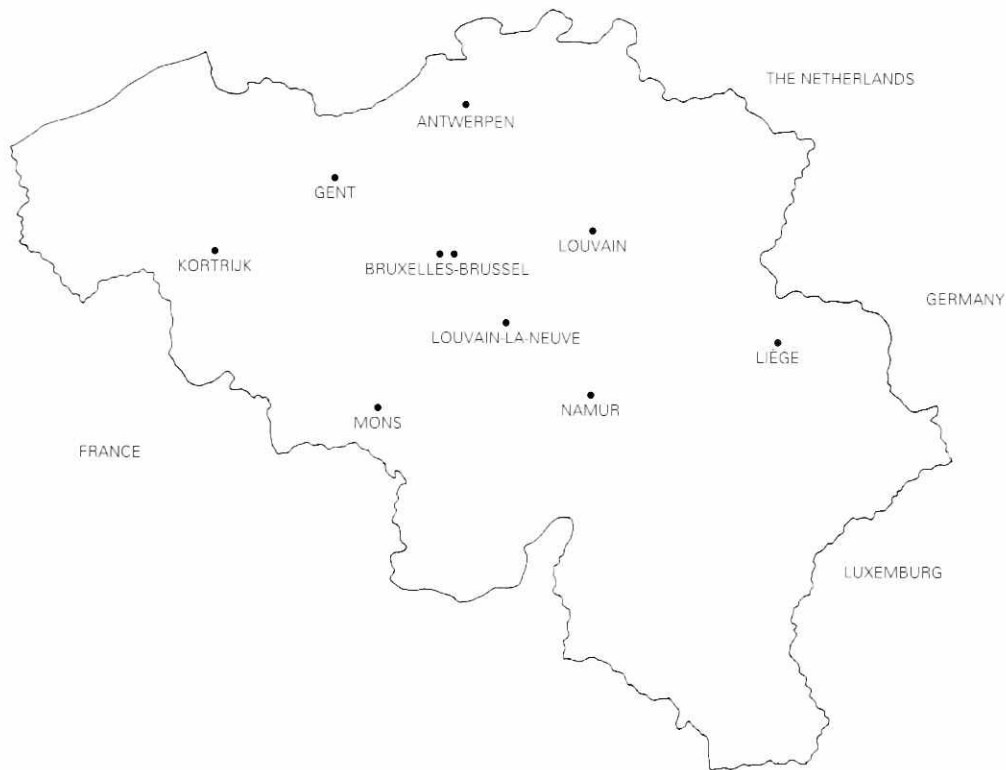 THE NETHERLANDS
ANTWERPEN
GENT
LOUVAIN
KORTRIJK
BRUXELLES-BRUSSEL
GERMANY
LOUVAIN-LA-NEUVE
LIÈGE
NAMUR
MONS
FRANCE
LUXEMBURG